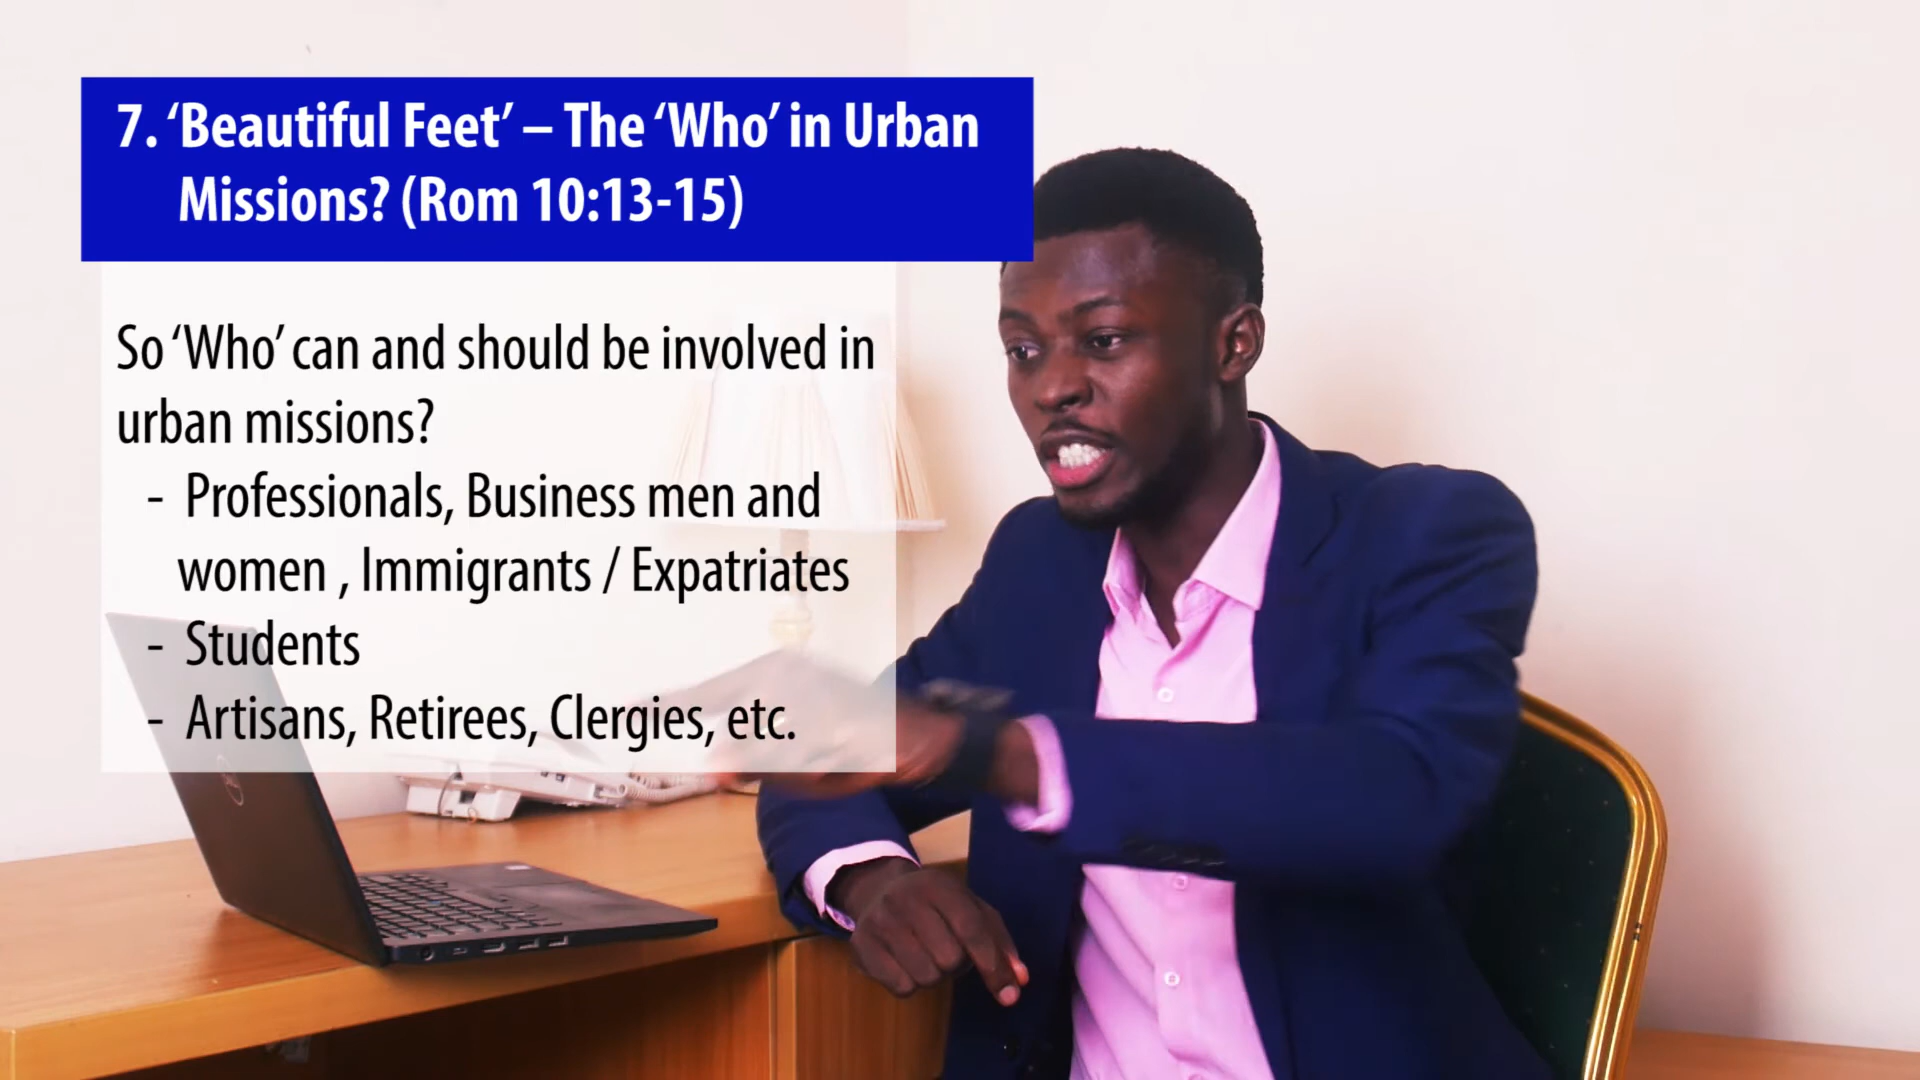 7. ‘Beautiful Feet’ – The ‘Who’ in Urban
Missions? (Rom 10:13-15)
So ‘Who’ can and should be involved in
urban missions?
- Professionals, Business men and
women , Immigrants / Expatriates
- Students
- Artisans, Retirees, Clergies, etc.